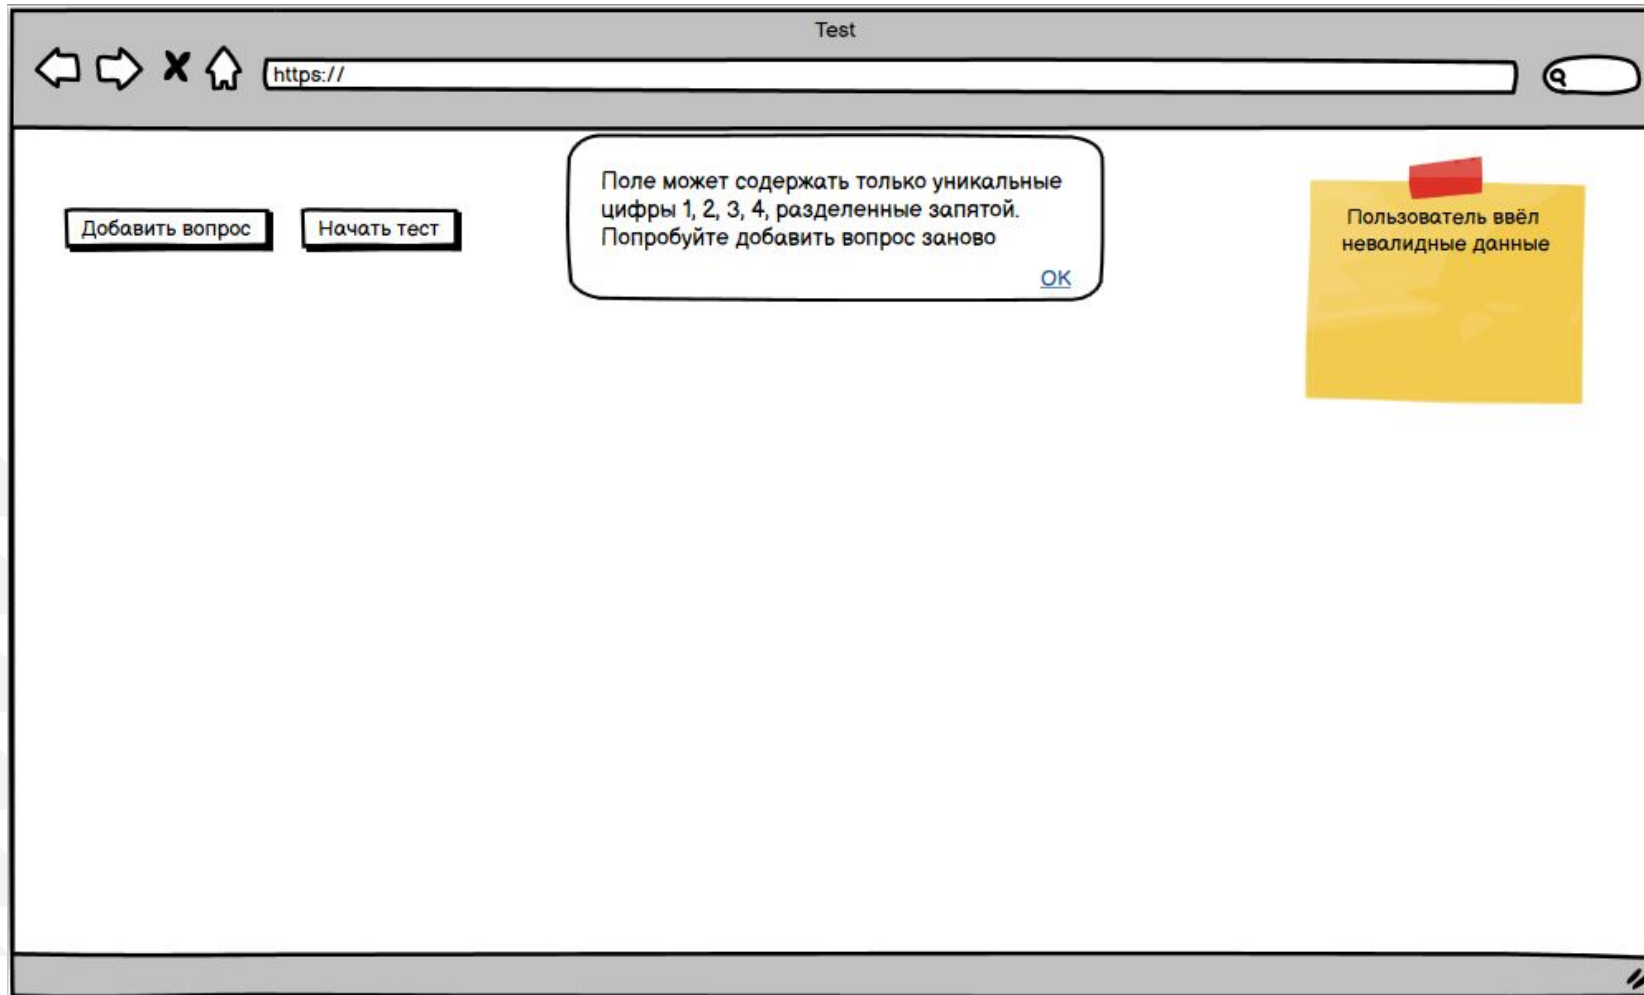 Test
https://
Поле может содержать только уникальные
цифры 1, 2, 3, 4, разделенные запятой.
Попробуйте добавить вопрос заново
OK
Добавить вопрос
Начать тест
Пользователь ввёл
невалидные данные